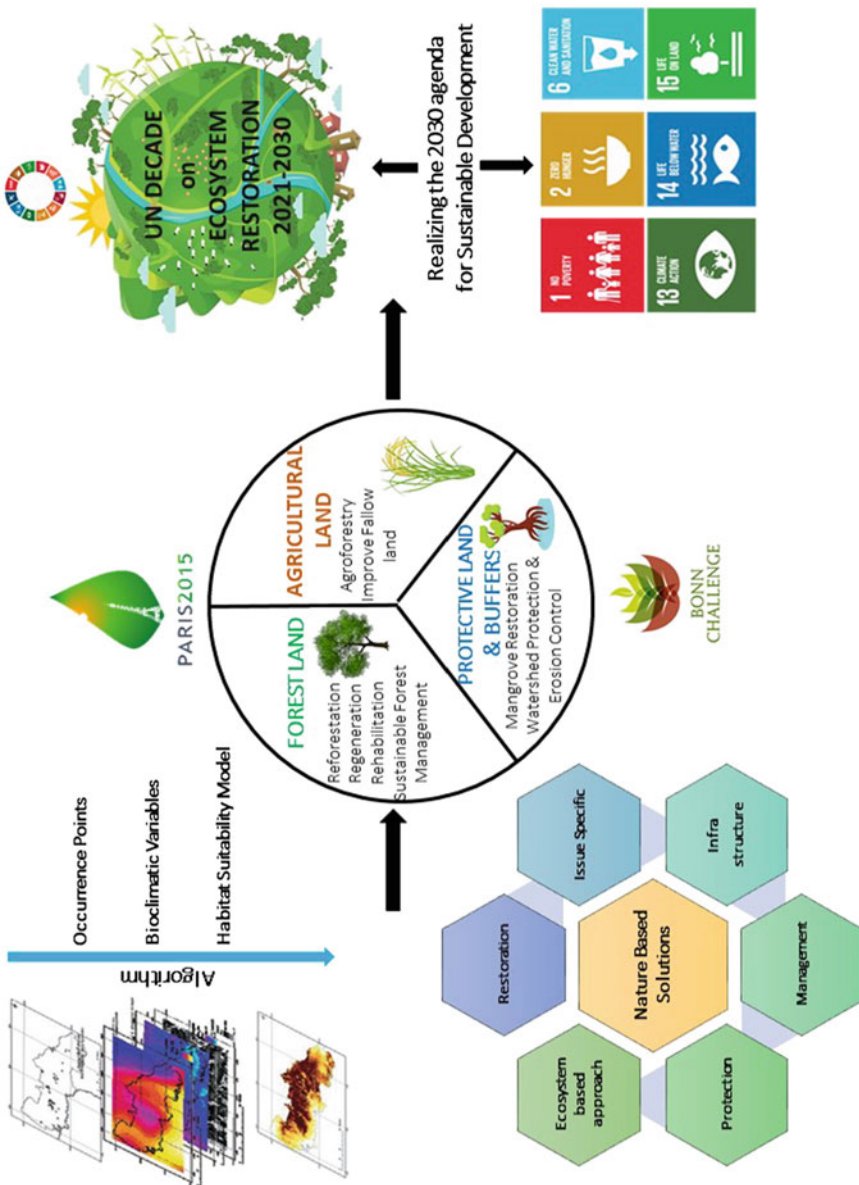 Algorithm
Occurrence Points
Bioclimatic Variables
Habitat Suitability Model
Nature Based
Solutions
Restoration
Issue Specific
Infra
structure
Management
Protection
Ecosystem
based
approach
PARIS2015
FOREST LAND
Reforestation
Regeneration
Rehabilitation
Sustainable Forest
Management
AGRICULTURAL
LAND
Agroforestry
Improve Fallow
land
PROTECTIVE LAND
& BUFFERS
Mangrove Restoration
Watershed Protection &
Erosion Control
BONN
CHALLENGE
UN DECADE
on
ECOSYSTEM
RESTORATION
2021-2030
Realizing the 2030 agenda
for Sustainable Development
1 NO
POVERTY
2 ZERO
HUNGER
6 CLEAN WATER
AND SANITATION
13 CLIMATE
ACTION
14 LIFE
BELOW WATER
15 LIFE
ON LAND